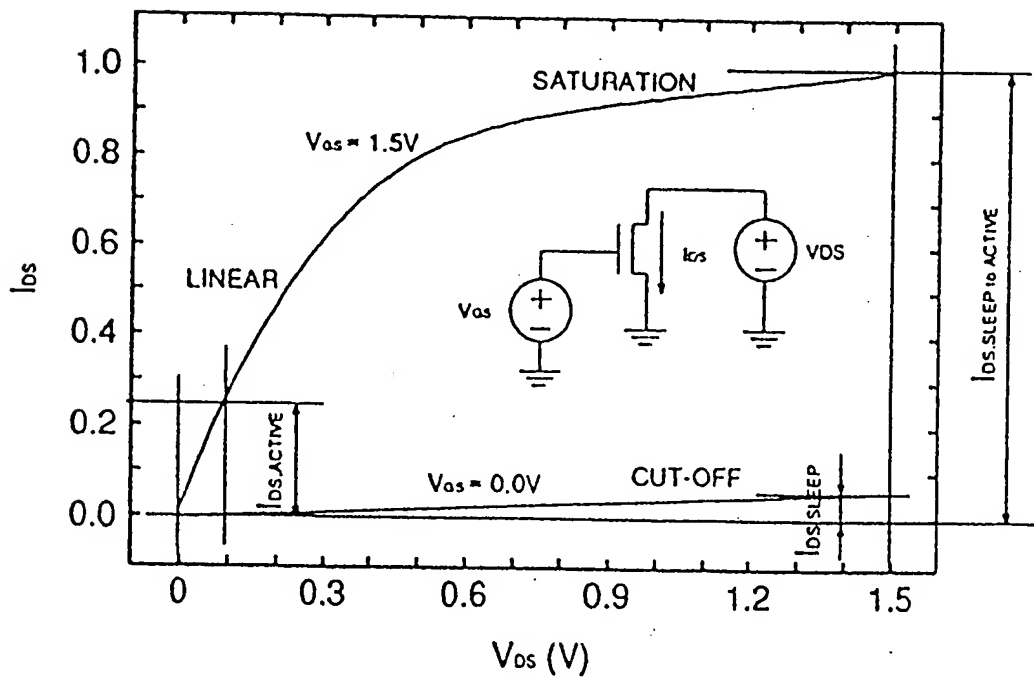 1.0
0.8
0.6
0.4
0.2
0.0
IDS
SATURATION
VGS = 1.5V
LINEAR
IDS.ACTIVE
VGS = 0.0V
CUT-OFF
IDS.SLEEP
IDS.SLEEP to ACTIVE
VGS
+
−
IDS
+
−
VDS
0 0.3 0.6 0.9 1.2 1.5
VDS (V)